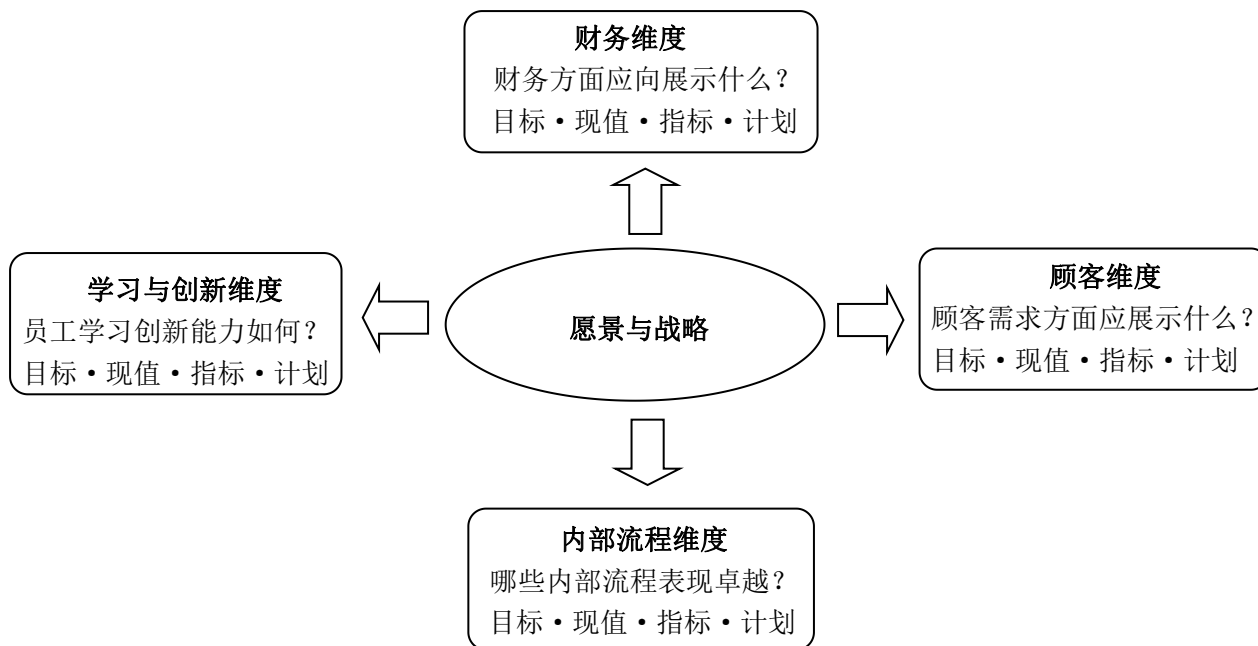 财务维度
财务方面应向展示什么？
目标·现值·指标·计划
学习与创新维度
员工学习创新能力如何？
目标·现值·指标·计划
愿景与战略
顾客维度
顾客需求方面应展示什么？
目标·现值·指标·计划
内部流程维度
哪些内部流程表现卓越？
目标·现值·指标·计划